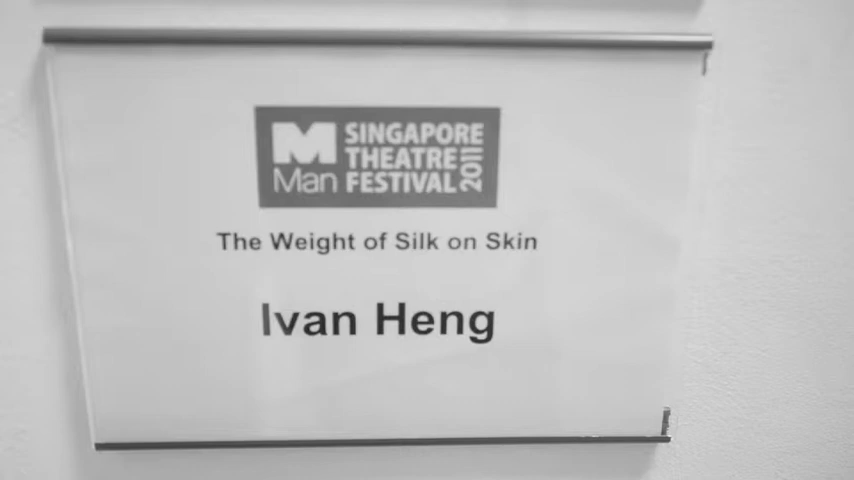 M SINGAPORE
THEATRE
Man FESTIVAL 2011
The Weight of Silk on Skin
Ivan Heng